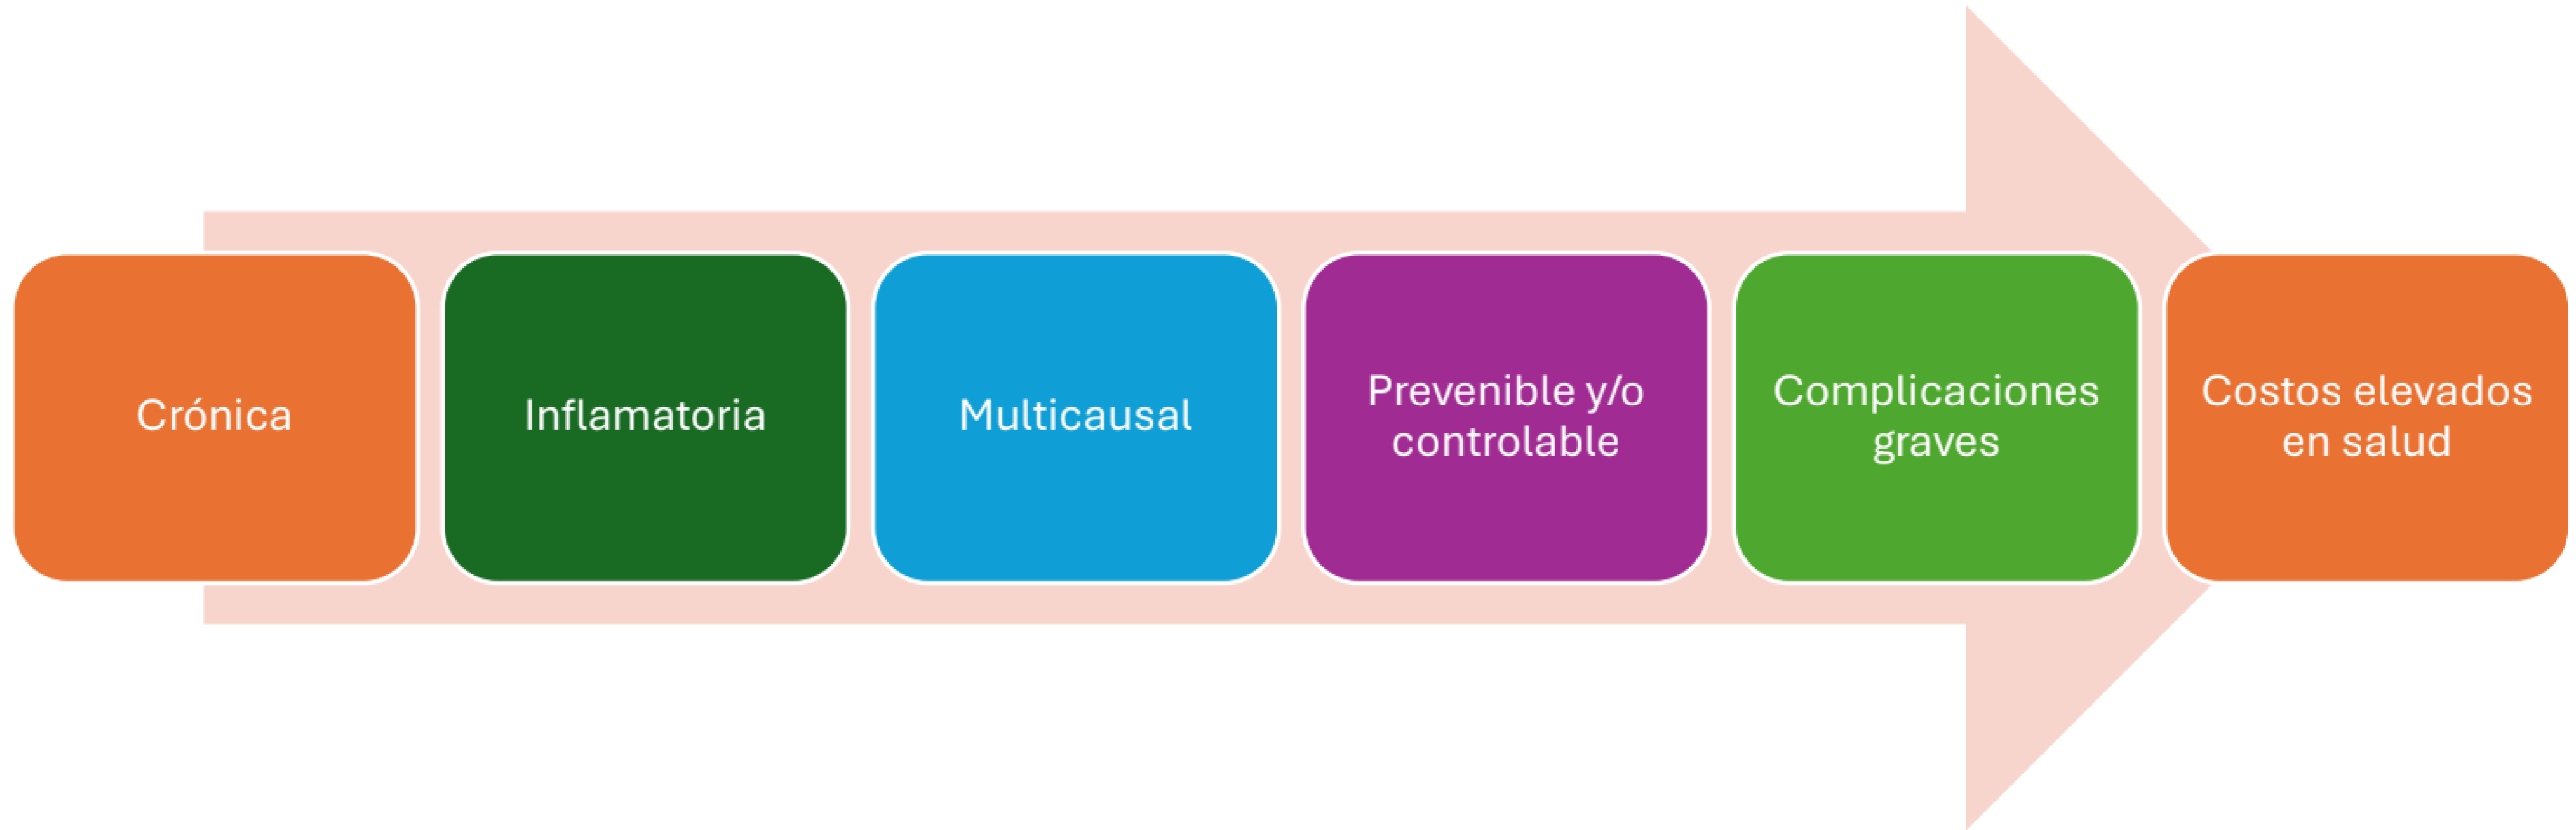 Crónica
Inflamatoria
Multicausal
Prevenible y/o
controlable
Complicaciones
graves
Costos elevados
en salud